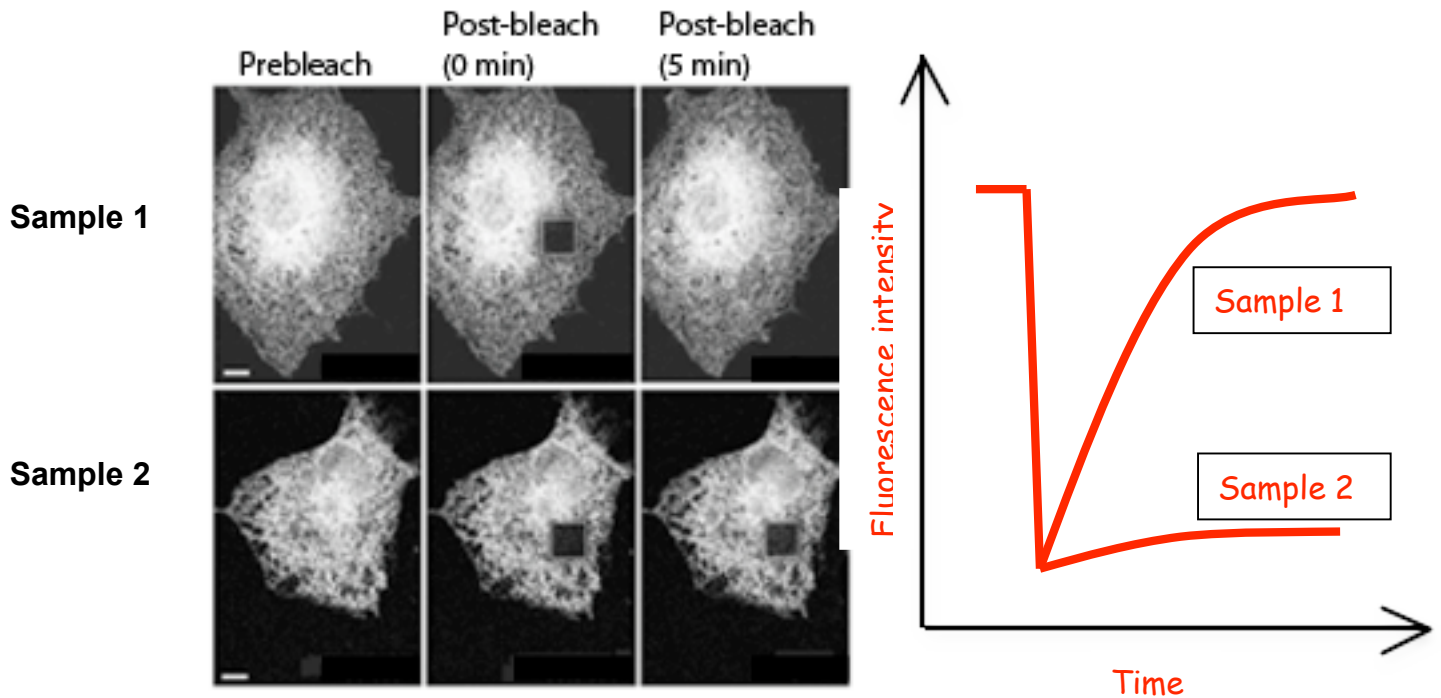 Prebleach
Post-bleach
(0 min)
Post-bleach
(5 min)
Sample 1
Sample 2
Fluorescence intensity
Sample 1
Sample 2
Time